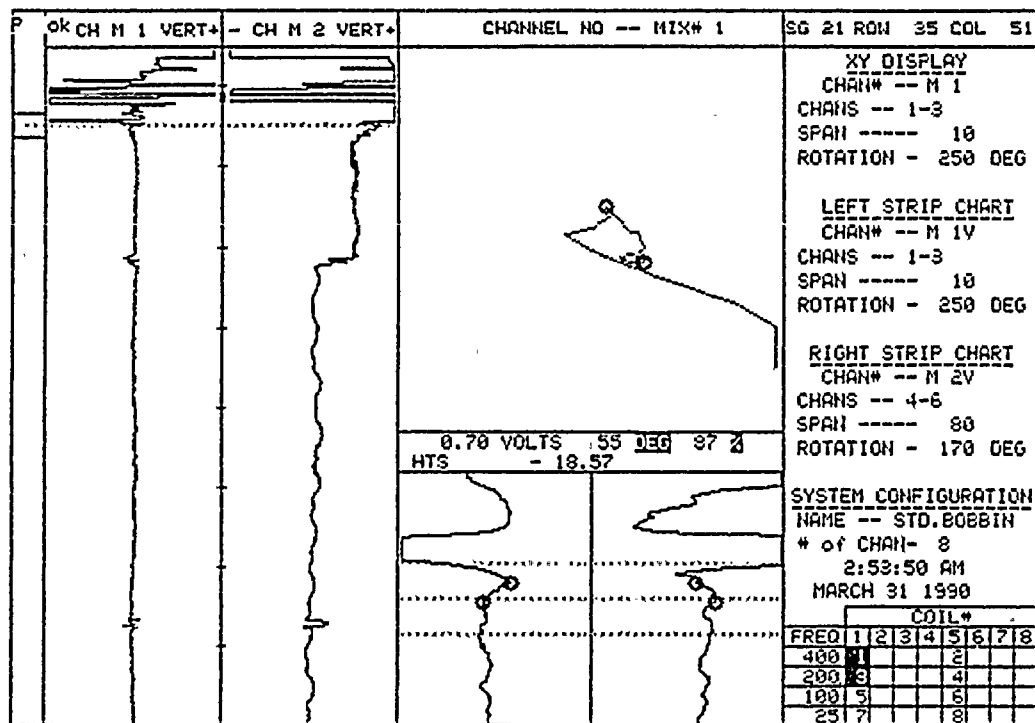 P ok CH M 1 VERT+ - CH M 2 VERT+ CHANNEL NO -- MIX# 1 SG 21 ROW 35 COL 51
XY DISPLAY
CHAN# -- M 1
CHANS -- 1-3
SPAN ----- 10
ROTATION - 250 DEG
LEFT STRIP CHART
CHAN# -- M 1V
CHANS -- 1-3
SPAN ----- 10
ROTATION - 250 DEG
RIGHT STRIP CHART
CHAN# -- M 2V
CHANS -- 4-6
SPAN ----- 80
ROTATION - 170 DEG
0.70 VOLTS 55 DEG 87 %
HTS - 18.57
SYSTEM CONFIGURATION
NAME -- STD.BOBBIN
# of CHAN- 8
2:53:50 AM
MARCH 31 1990
COIL#
FREQ 1 2 3 4 5 6 7 8
400 1 2
200 3 4
100 5 6
25 7 8